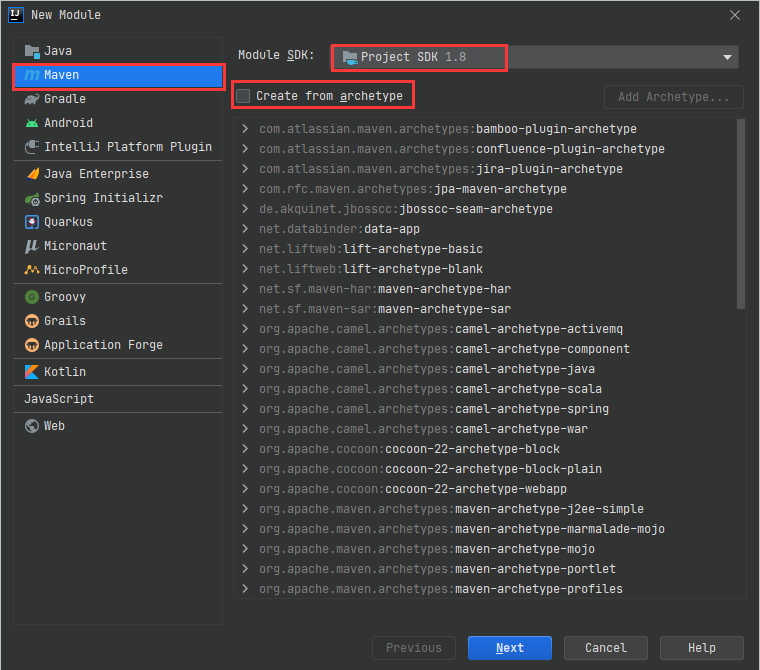 New Module
Java
Maven
Gradle
Android
IntelliJ Platform Plugin
Java Enterprise
Spring Initializr
Quarkus
Micronaut
MicroProfile
Groovy
Grails
Application Forge
Kotlin
JavaScript
Web
Module SDK: Project SDK 1.8
Create from archetype Add Archetype...
com.atlassian.maven.archetypes:bamboo-plugin-archetype
com.atlassian.maven.archetypes:confluence-plugin-archetype
com.atlassian.maven.archetypes:jira-plugin-archetype
com.rfc.maven.archetypes:jpa-maven-archetype
de.akquinet.jbosscc:jbosscc-seam-archetype
net.databinder:data-app
net.liftweb:lift-archetype-basic
net.liftweb:lift-archetype-blank
net.sf.maven-har:maven-archetype-har
net.sf.maven-sar:maven-archetype-sar
org.apache.camel.archetypes:camel-archetype-activemq
org.apache.camel.archetypes:camel-archetype-component
org.apache.camel.archetypes:camel-archetype-java
org.apache.camel.archetypes:camel-archetype-scala
org.apache.camel.archetypes:camel-archetype-spring
org.apache.camel.archetypes:camel-archetype-war
org.apache.cocoon:cocoon-22-archetype-block
org.apache.cocoon:cocoon-22-archetype-block-plain
org.apache.cocoon:cocoon-22-archetype-webapp
org.apache.maven.archetypes:maven-archetype-j2ee-simple
org.apache.maven.archetypes:maven-archetype-marmalade-mojo
org.apache.maven.archetypes:maven-archetype-mojo
org.apache.maven.archetypes:maven-archetype-portlet
org.apache.maven.archetypes:maven-archetype-profiles
Previous Next Cancel Help